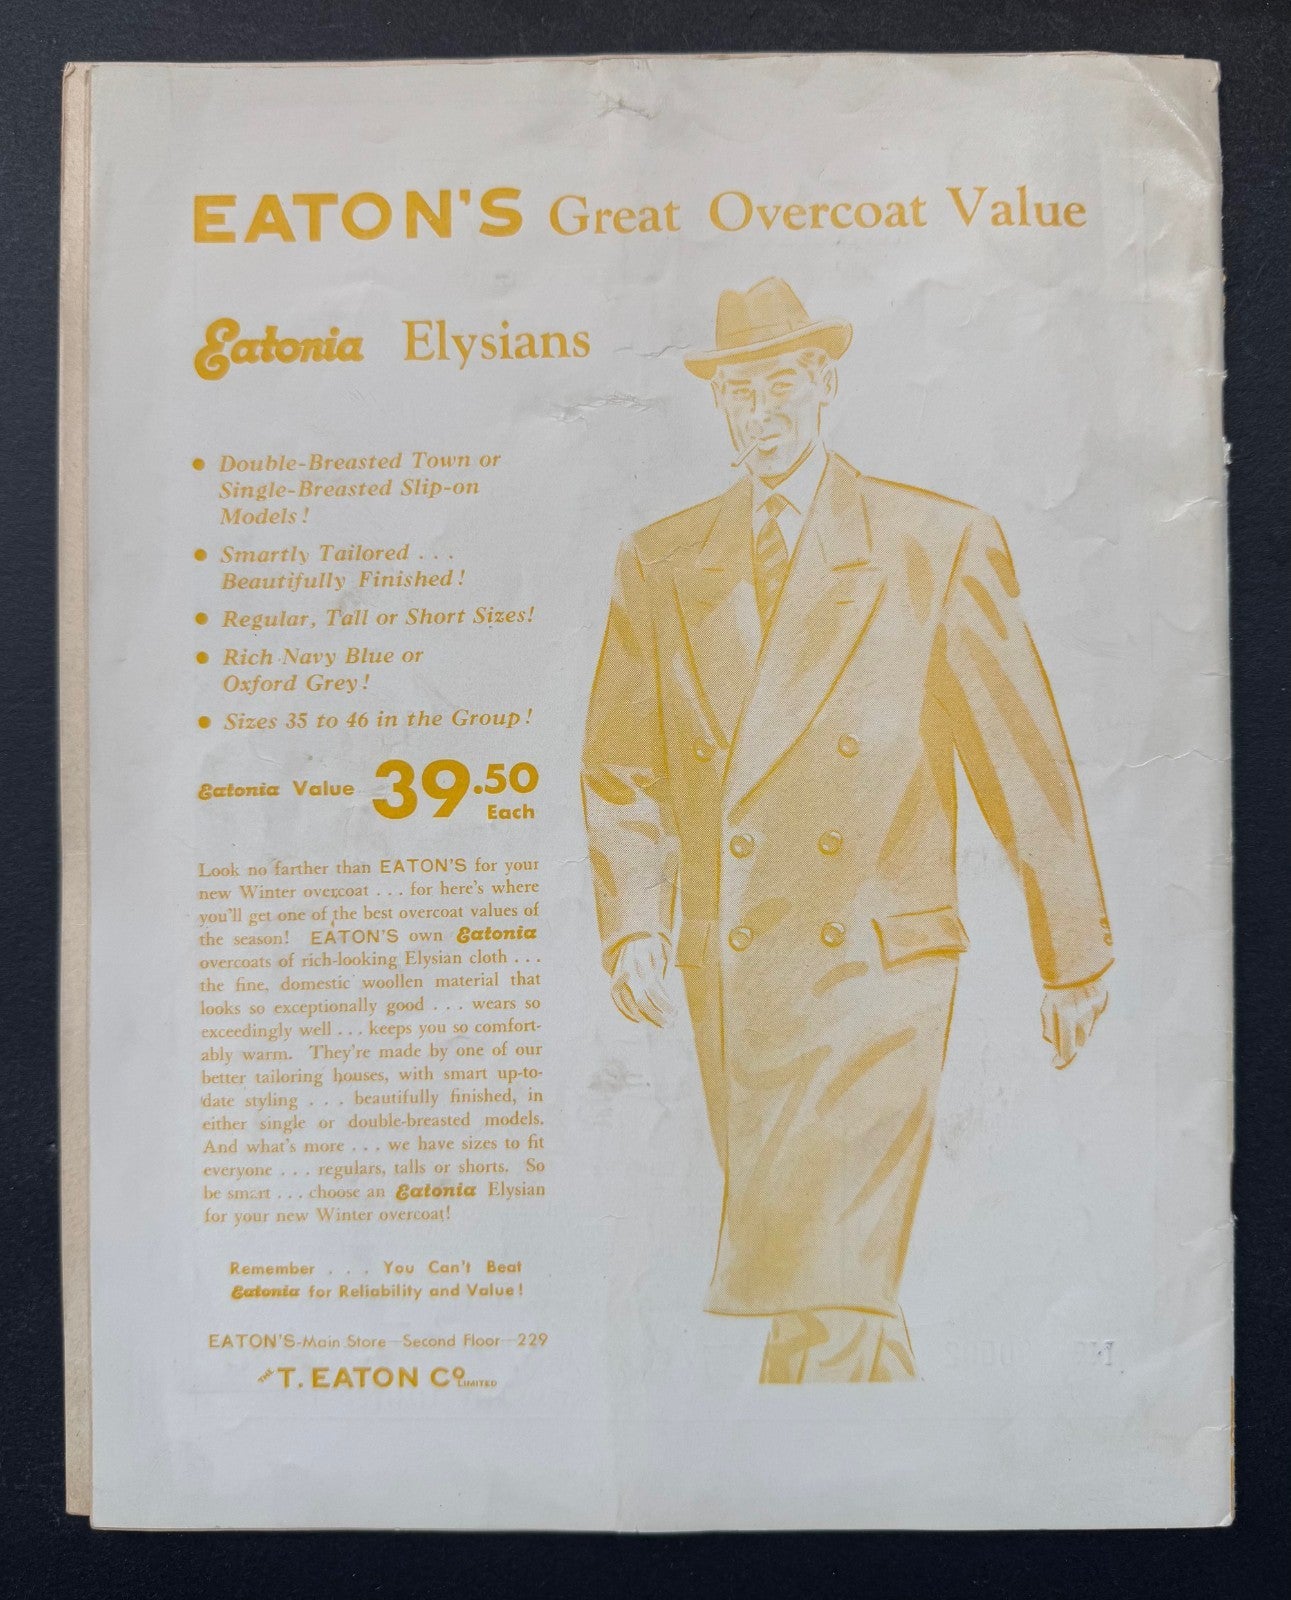 EATON'S Great Overcoat Value
Eatonia Elysians
• Double-Breasted Town or
Single-Breasted Slip-on
Models!
• Smartly Tailored . . .
Beautifully Finished!
• Regular, Tall or Short Sizes!
• Rich Navy Blue or
Oxford Grey!
• Sizes 35 to 46 in the Group!
Eatonia Value 39.50
Each
Look no farther than EATON'S for your
new Winter overcoat . . . for here's where
you'll get one of the best overcoat values of
the season! EATON'S own Eatonia
overcoats of rich-looking Elysian cloth . . .
the fine, domestic woollen material that
looks so exceptionally good . . . wears so
exceedingly well . . . keeps you so comfort-
ably warm. They're made by one of our
better tailoring houses, with smart up-to-
date styling . . . beautifully finished, in
either single or double-breasted models.
And what's more . . . we have sizes to fit
everyone . . . regulars, talls or shorts. So
be smart . . . choose an Eatonia Elysian
for your new Winter overcoat!
Remember . . . You Can't Beat
Eatonia for Reliability and Value!
EATON'S-Main Store—Second Floor—229
THE T. EATON CO LIMITED